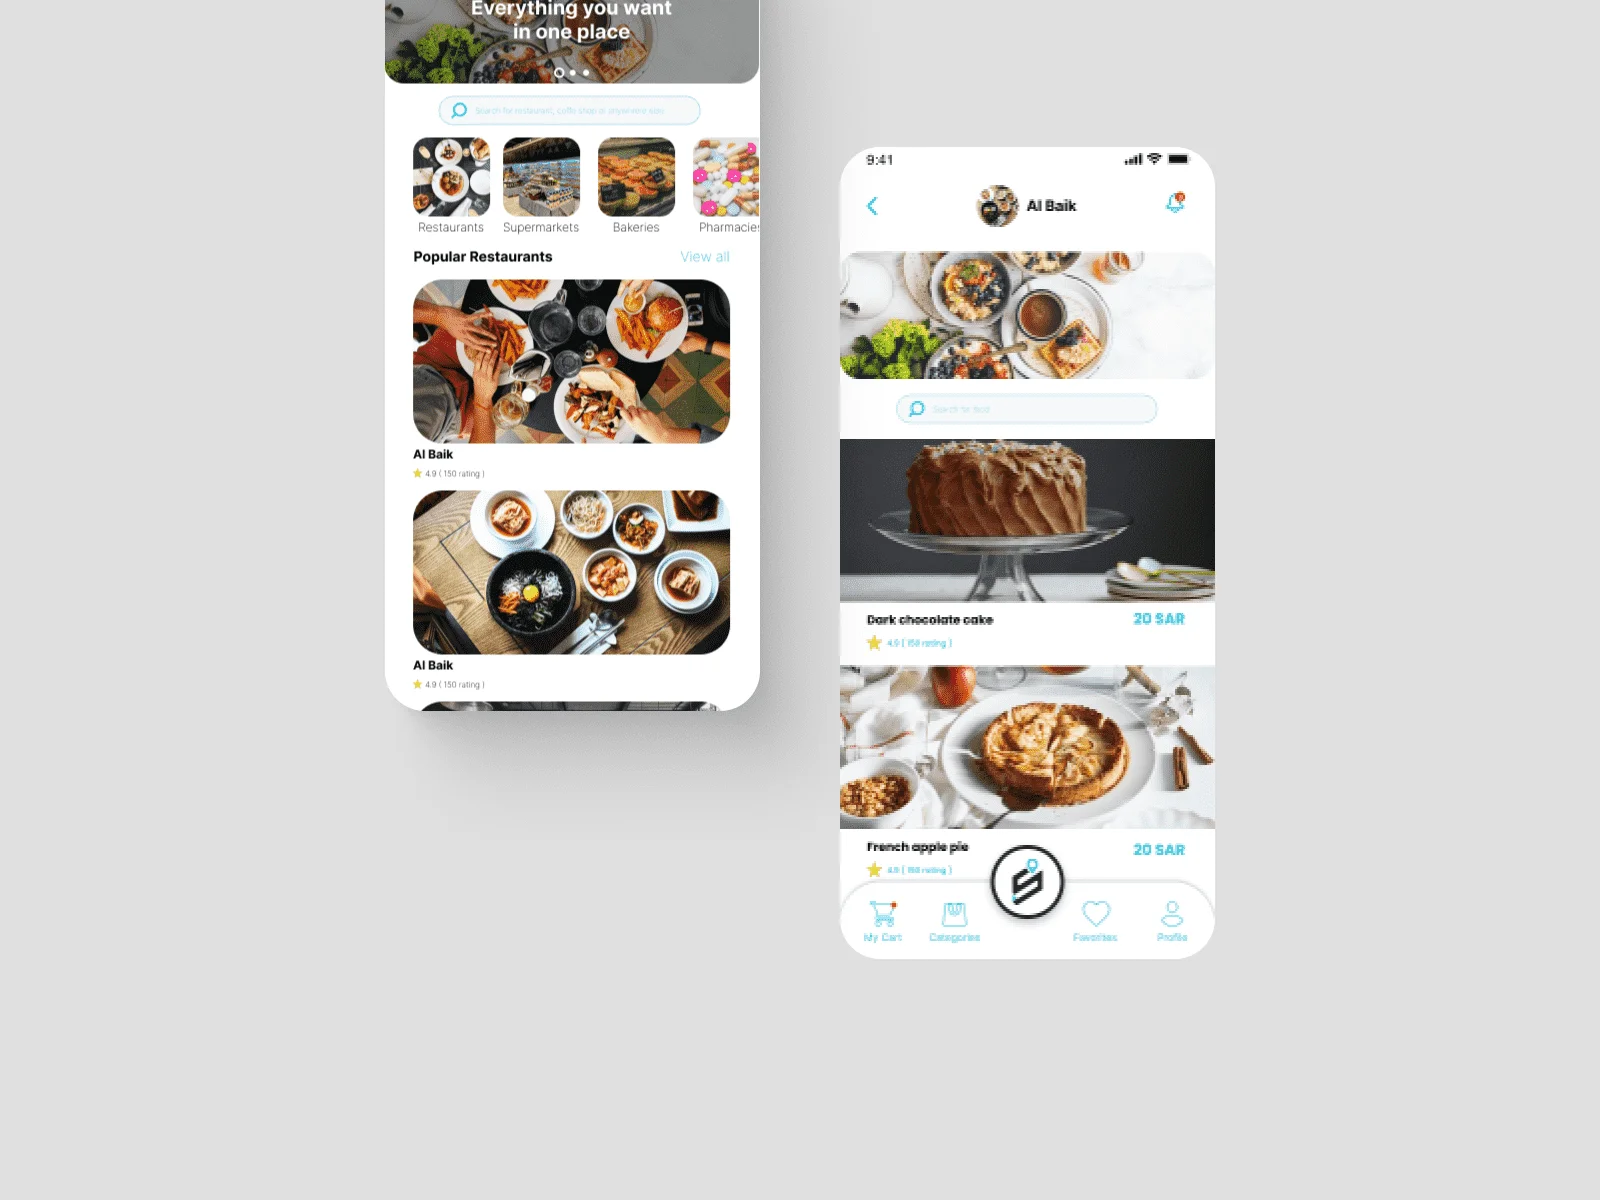 Everything you want
in one place
Search for restaurant, coffe shop or anywhere else
Restaurants
Supermarkets
Bakeries
Pharmacies
Popular Restaurants
View all
Al Baik
4.9 ( 150 rating )
Al Baik
4.9 ( 150 rating )
9:41
Al Baik
Search for food
Dark chocolate cake
20 SAR
4.9 ( 150 rating )
French apple pie
20 SAR
4.9 ( 150 rating )
My Cart
Categories
Favorites
Profile